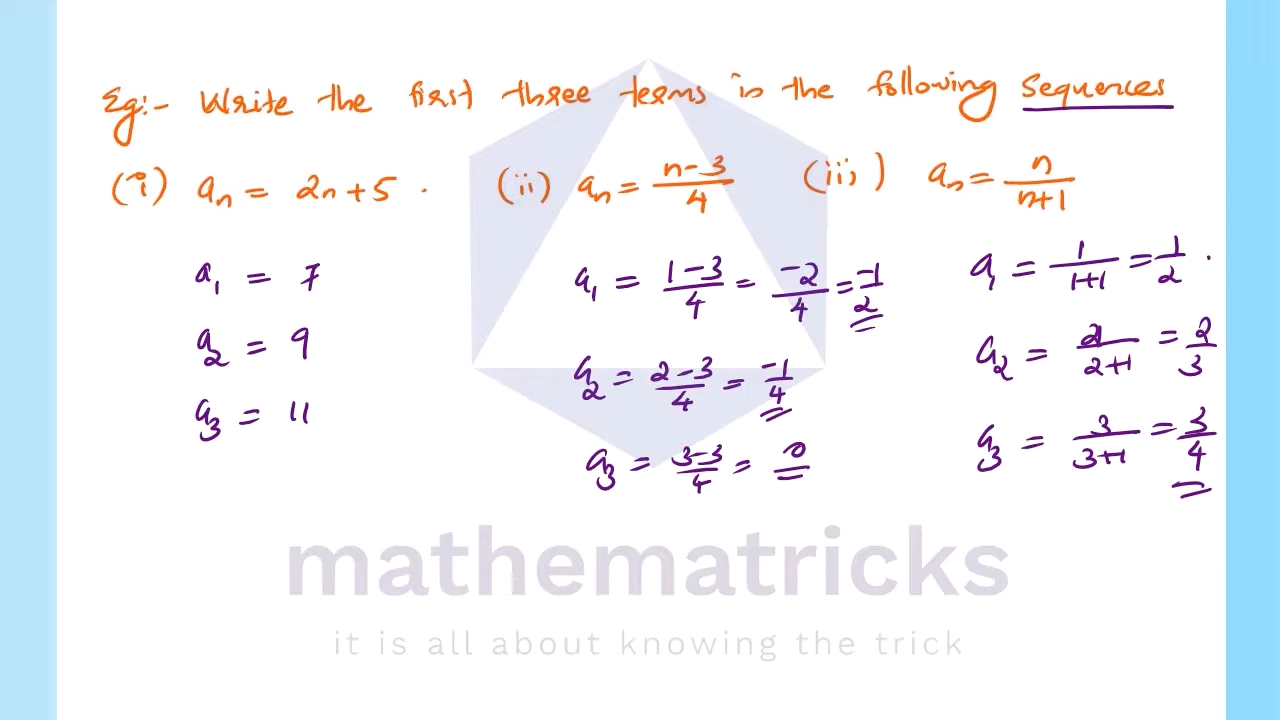 Eg:- Write the first three terms in the following sequences
(i) aₙ = 2n+5 . (ii) aₙ = (n-3)/4 (iii) aₙ = n/(n+1)
a₁ = 7
a₂ = 9
a₃ = 11
a₁ = (1-3)/4 = -2/4 = -1/2
a₂ = (2-3)/4 = -1/4
a₃ = (3-3)/4 = 0
a₁ = 1/(1+1) = 1/2 .
a₂ = 2/(2+1) = 2/3
a₃ = 3/(3+1) = 3/4
mathematricks
it is all about knowing the trick